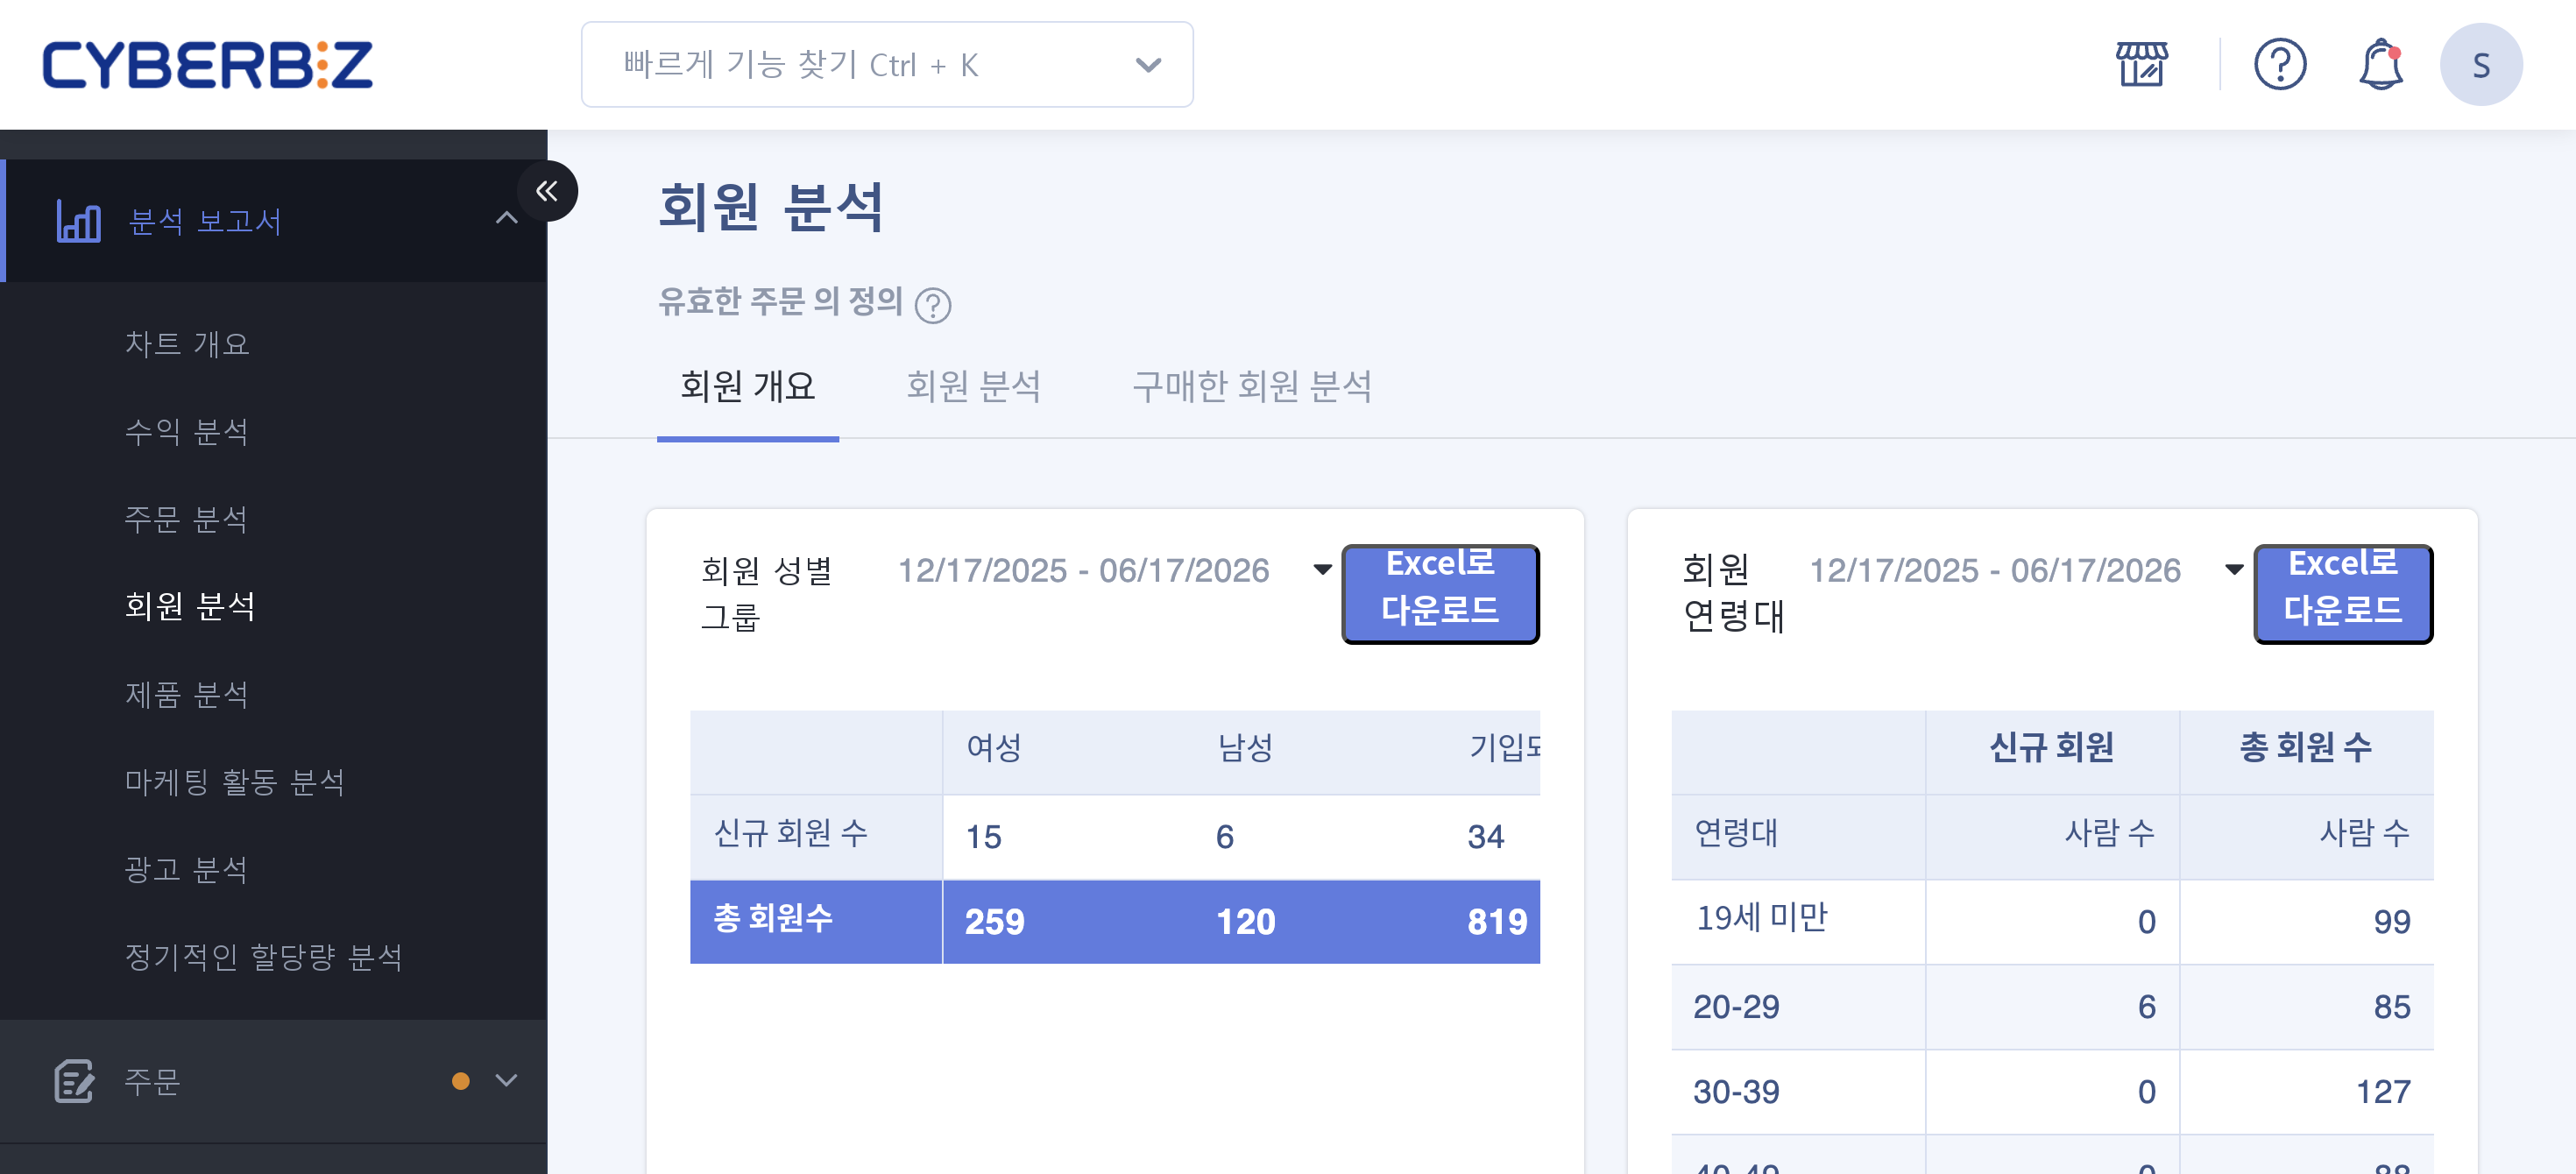 CYBERBIZ
빠르게 기능 찾기 Ctrl + K
S
분석 보고서
차트 개요
수익 분석
주문 분석
회원 분석
제품 분석
마케팅 활동 분석
광고 분석
정기적인 할당량 분석
주문
회원 분석
유효한 주문 의 정의 ?
회원 개요 회원 분석 구매한 회원 분석
회원 성별
그룹
12/17/2025 - 06/17/2026
Excel로
다운로드
여성 남성 기입되
신규 회원 수 15 6 34
총 회원수 259 120 819
회원
연령대
12/17/2025 - 06/17/2026
Excel로
다운로드
신규 회원 총 회원 수
연령대 사람 수 사람 수
19세 미만 0 99
20-29 6 85
30-39 0 127